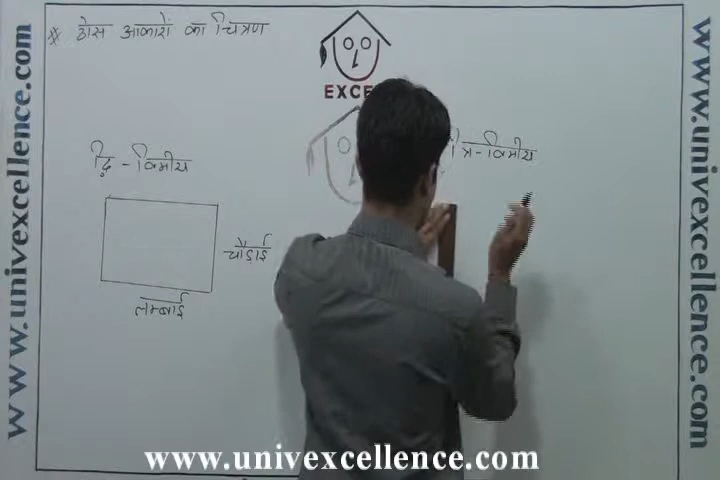 ※ ठोस आकारों का चित्रण
EXCE
द्वि - विमीय
त्रि - विमीय
चौड़ाई
लम्बाई
www.univexcellence.com
www.univexcellence.com
www.univexcellence.com